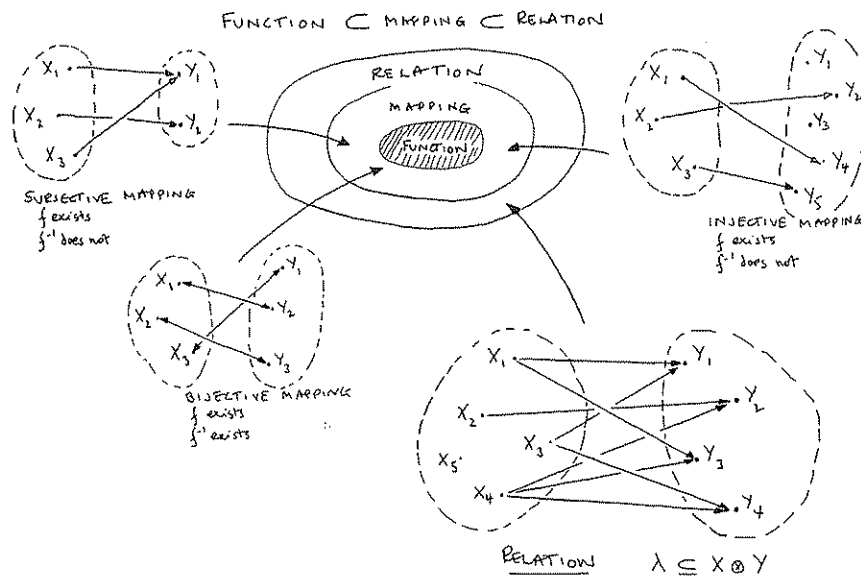 FUNCTION ⊂ MAPPING ⊂ RELATION
X₁
X₂
X₃
Y₁
Y₂
SURJECTIVE MAPPING
f exists
f⁻¹ does not
RELATION
MAPPING
FUNCTION
X₁
X₂
X₃
Y₁
Y₂
Y₃
Y₄
Y₅
INJECTIVE MAPPING
f exists
f⁻¹ does not
X₁
X₂
X₃
Y₁
Y₂
Y₃
BIJECTIVE MAPPING
f exists
f⁻¹ exists
X₁
X₂
X₃
X₅
X₄
Y₁
Y₂
Y₃
Y₄
RELATION λ ⊆ X ⊗ Y